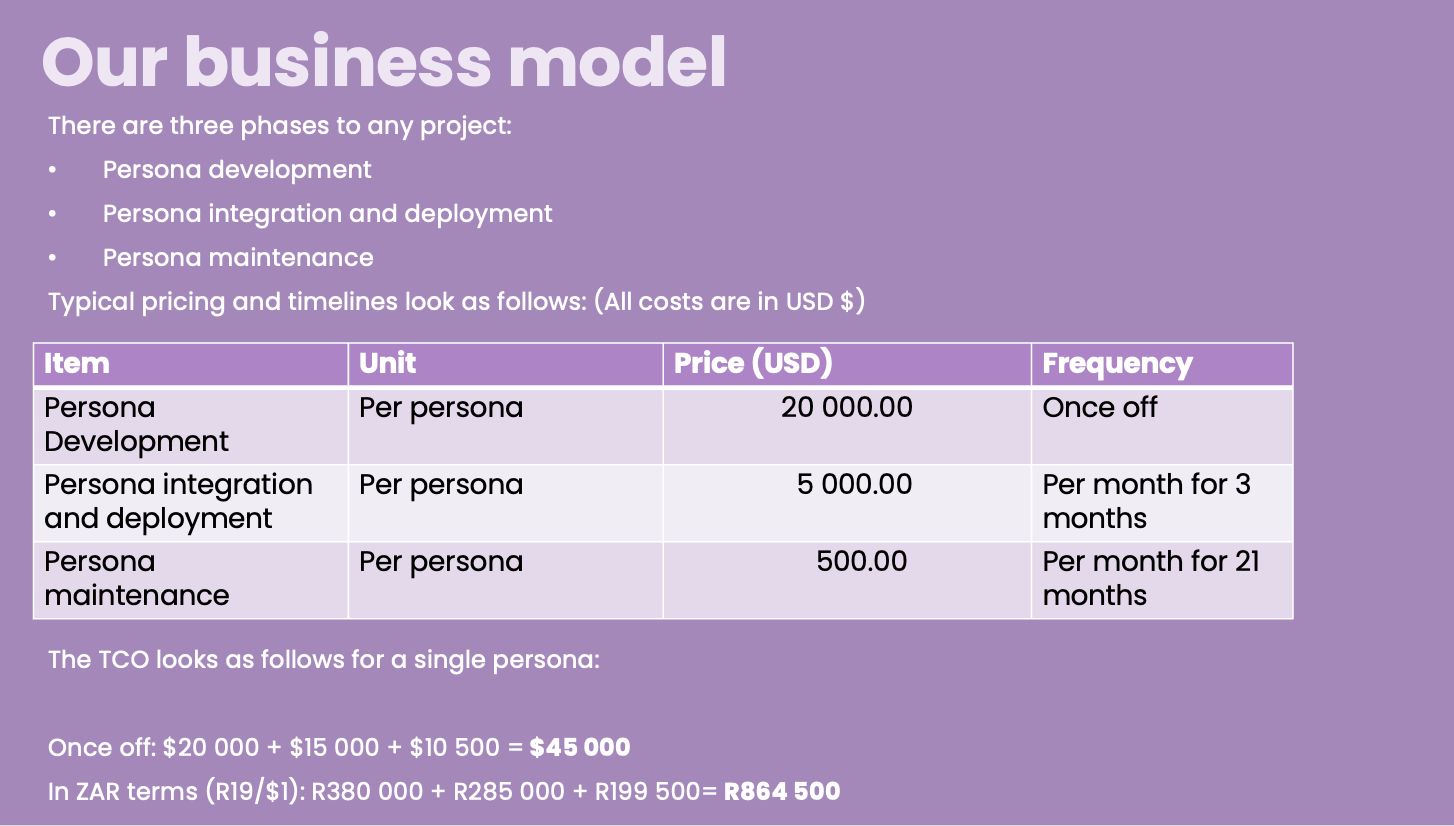 Our business model
There are three phases to any project:
• Persona development
• Persona integration and deployment
• Persona maintenance
Typical pricing and timelines look as follows: (All costs are in USD $)
Item Unit Price (USD) Frequency
Persona Per persona 20 000.00 Once off
Development
Persona integration Per persona 5 000.00 Per month for 3
and deployment months
Persona Per persona 500.00 Per month for 21
maintenance months
The TCO looks as follows for a single persona:
Once off: $20 000 + $15 000 + $10 500 = $45 000
In ZAR terms (R19/$1): R380 000 + R285 000 + R199 500= R864 500